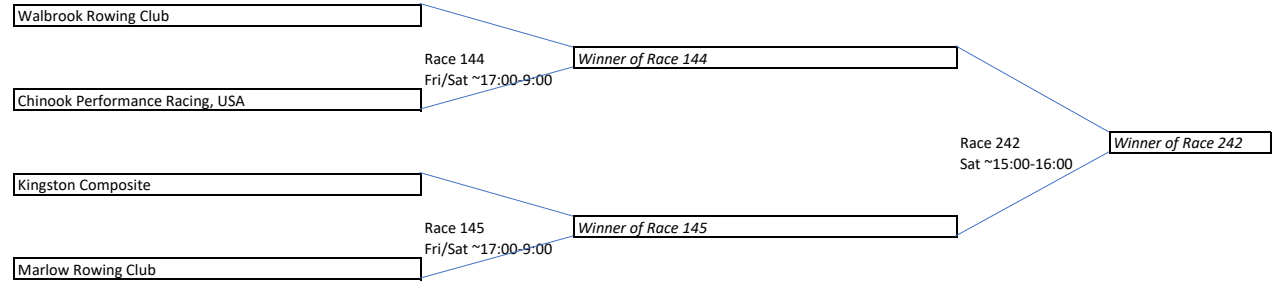 Walbrook Rowing Club
Race 144
Fri/Sat ~17:00-9:00
Winner of Race 144
Chinook Performance Racing, USA
Race 242
Sat ~15:00-16:00
Winner of Race 242
Kingston Composite
Race 145
Fri/Sat ~17:00-9:00
Winner of Race 145
Marlow Rowing Club